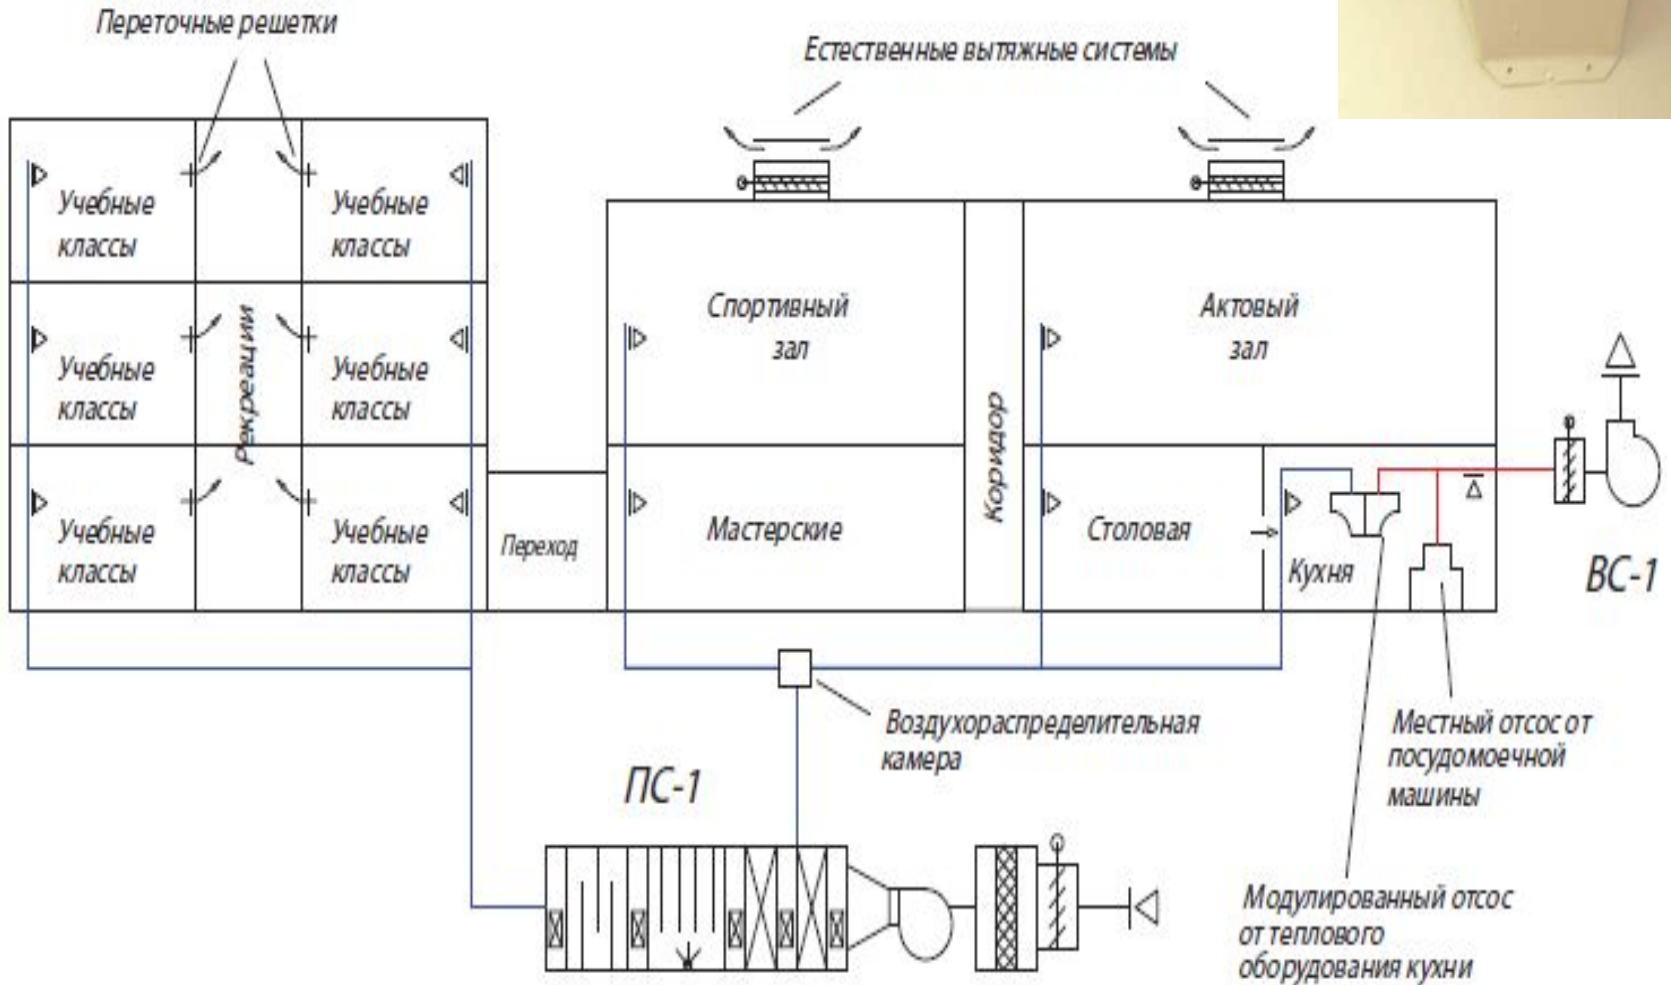 Переточные решетки
Естественные вытяжные системы
Учебные
классы
Учебные
классы
Учебные
классы
Учебные
классы
Рекреации
Учебные
классы
Учебные
классы
Переход
Спортивный
зал
Мастерские
Коридор
Актовый
зал
Столовая
Кухня
ВС-1
Воздухораспределительная
камера
Местный отсос от
посудомоечной
машины
ПС-1
Модулированный отсос
от теплового
оборудования кухни